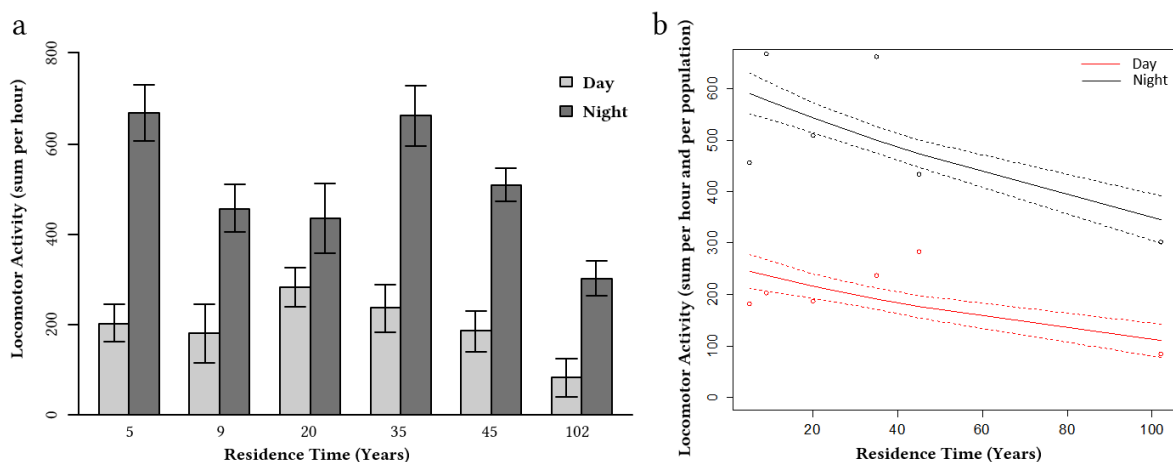 a
Locomotor Activity (sum per hour)
0
200
400
600
800
Day
Night
5 9 20 35 45 102
Residence Time (Years)
b
Locomotor Activity (sum per hour and per population)
0
100
200
300
400
500
600
Day
Night
20 40 60 80 100
Residence Time (Years)